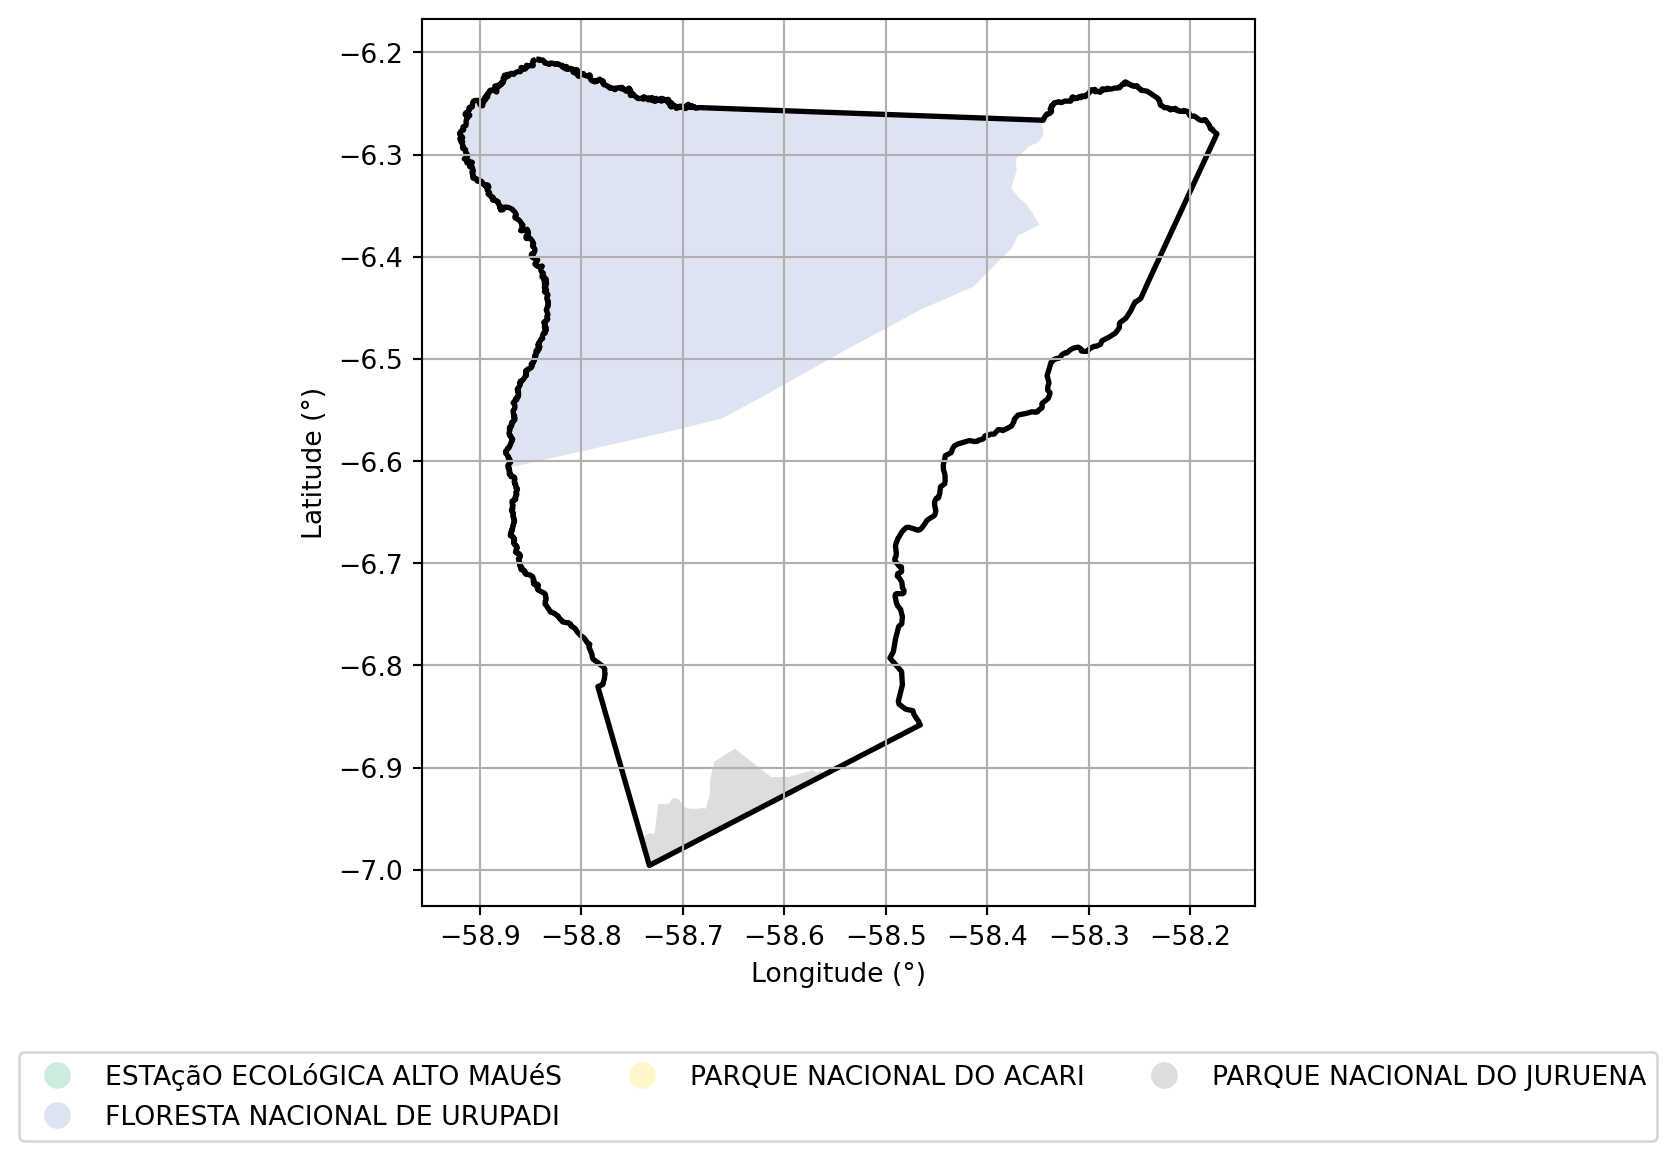 −6.2
−6.3
−6.4
−6.5
−6.6
−6.7
−6.8
−6.9
−7.0
Latitude (°)
−58.9 −58.8 −58.7 −58.6 −58.5 −58.4 −58.3 −58.2
Longitude (°)
ESTAçãO ECOLóGICA ALTO MAUéS PARQUE NACIONAL DO ACARI PARQUE NACIONAL DO JURUENA
FLORESTA NACIONAL DE URUPADI